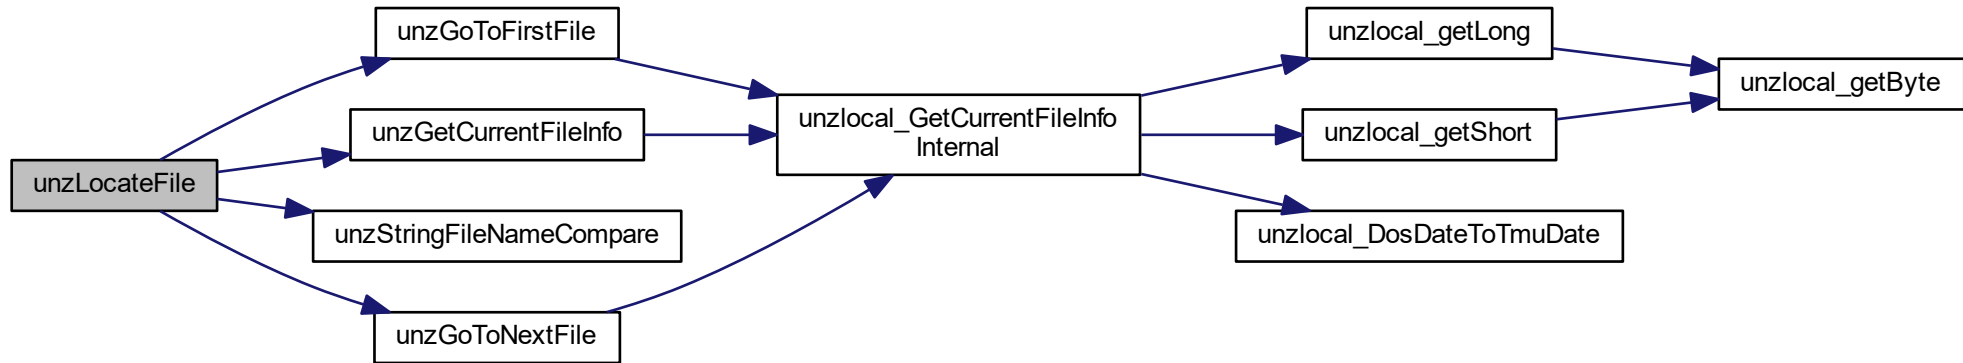 unzLocateFile
unzGoToFirstFile
unzGetCurrentFileInfo
unzStringFileNameCompare
unzGoToNextFile
unzlocal_GetCurrentFileInfo
Internal
unzlocal_getLong
unzlocal_getShort
unzlocal_DosDateToTmuDate
unzlocal_getByte